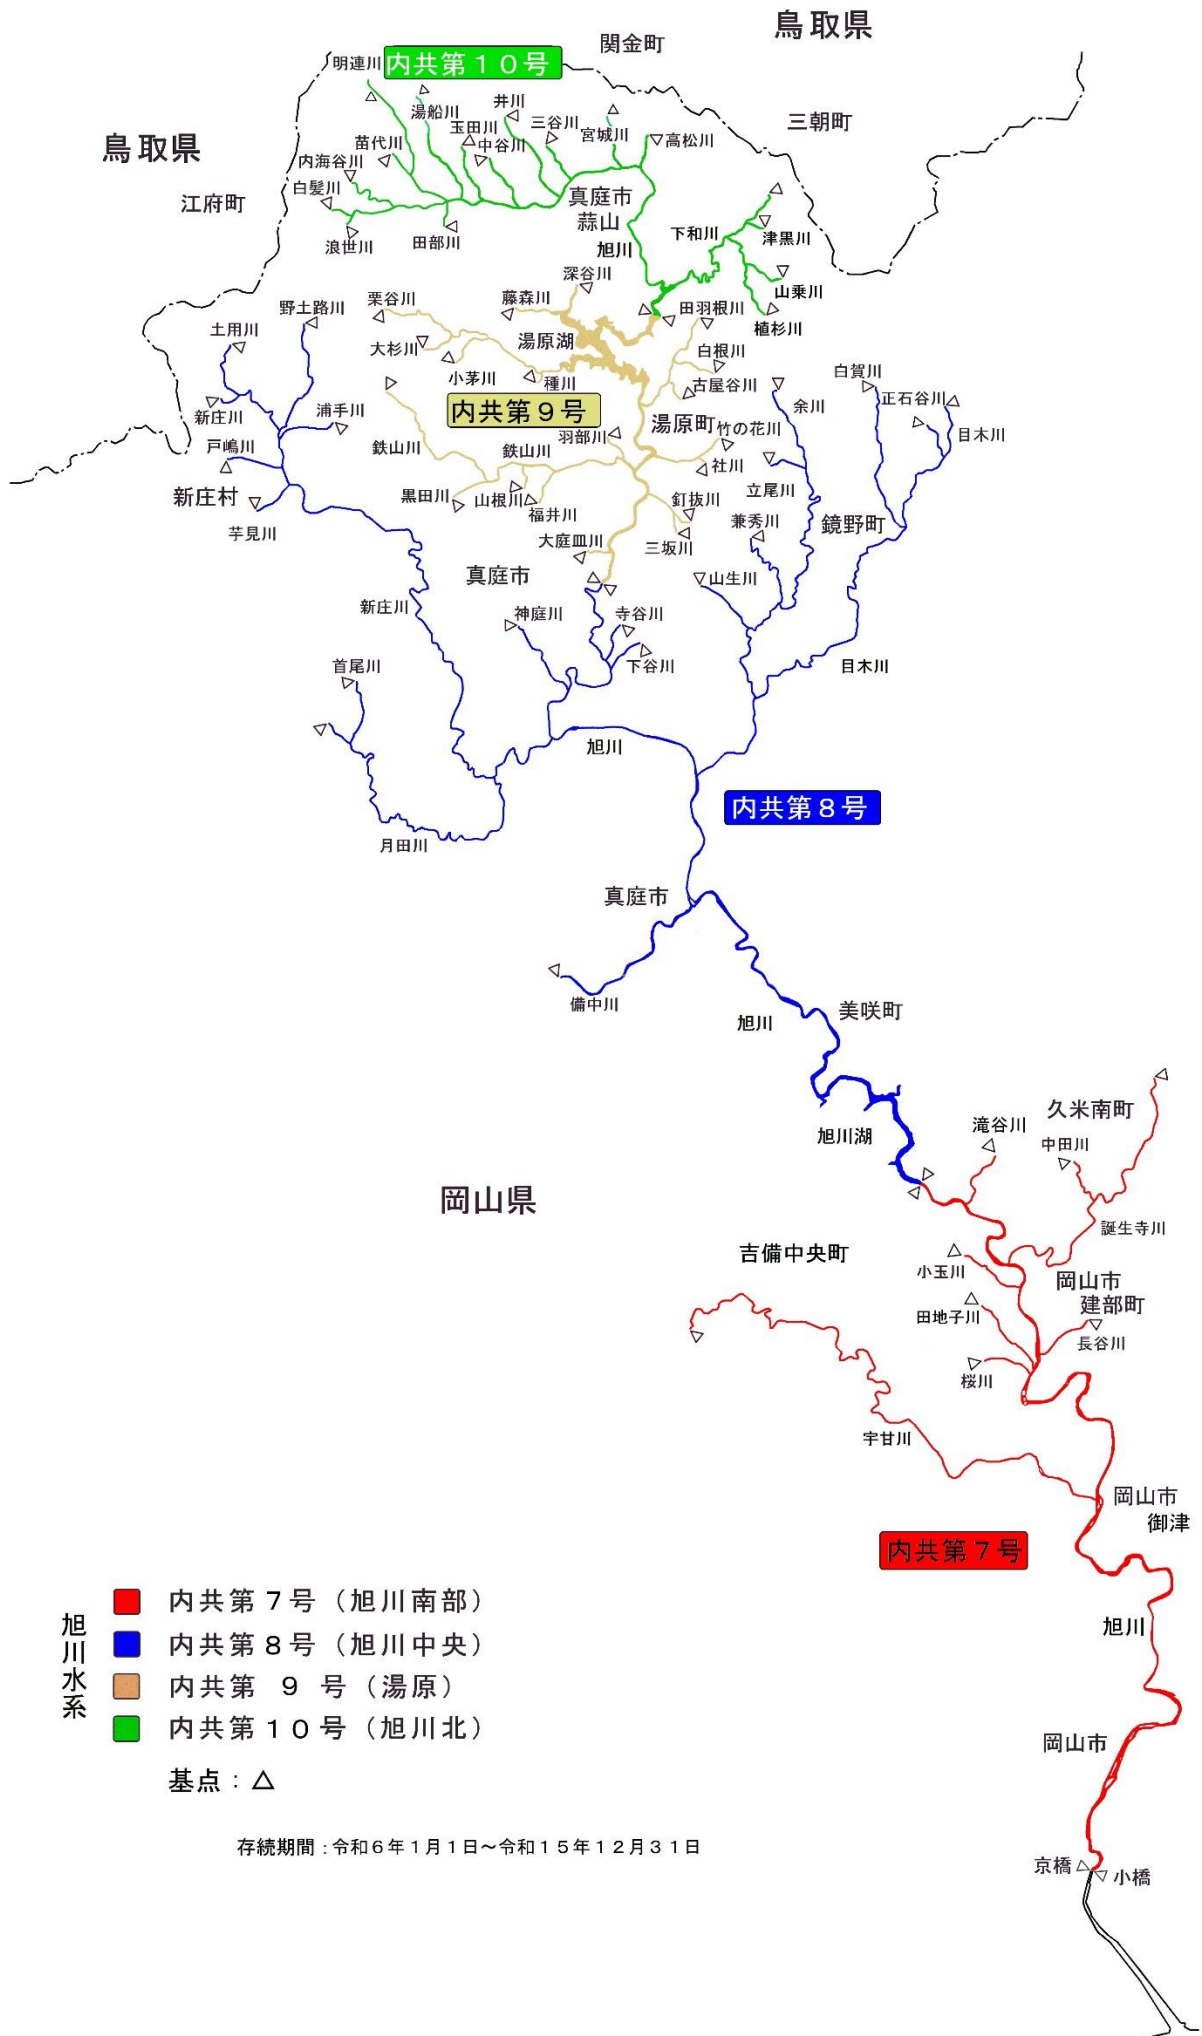 鳥取県
関金町
明連川
内共第１０号
湯船川
井川
三朝町
玉田川
三谷川
宮城川
高松川
鳥取県
苗代川
中谷川
内海谷川
白髪川
真庭市
蒜山
江府町
浪世川
田部川
旭川
下和川
津黒川
深谷川
山乗川
野土路川
栗谷川
藤森川
田羽根川
植杉川
土用川
大杉川
湯原湖
白根川
小茅川
種川
古屋谷川
白賀川
正石谷川
新庄川
浦手川
内共第９号
余川
湯原町
竹の花川
目木川
戸嶋川
鉄山川
鉄山川
羽部川
社川
立尾川
新庄村
黒田川
山根川
福井川
釘抜川
芋見川
兼秀川
鏡野町
大庭皿川
三坂川
真庭市
山生川
新庄川
神庭川
寺谷川
首尾川
下谷川
目木川
旭川
内共第８号
月田川
真庭市
備中川
旭川
美咲町
旭川湖
滝谷川
久米南町
中田川
岡山県
誕生寺川
吉備中央町
小玉川
岡山市
建部町
田地子川
長谷川
桜川
宇甘川
岡山市
御津
内共第７号
旭川水系
内共第７号（旭川南部）
内共第８号（旭川中央）
内共第 ９ 号（湯原）
内共第１０号（旭川北）
基点：△
旭川
岡山市
存続期間：令和６年１月１日～令和１５年１２月３１日
京橋
小橋